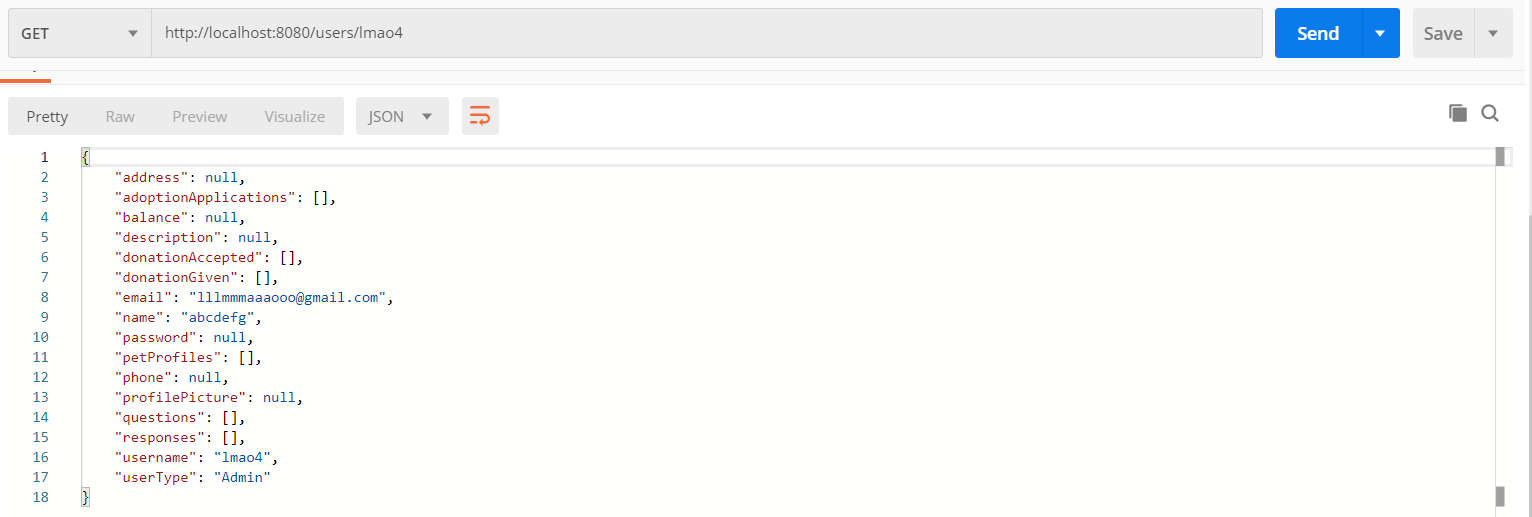 GET http://localhost:8080/users/lmao4 Send Save
Pretty Raw Preview Visualize JSON
1 {
2 "address": null,
3 "adoptionApplications": [],
4 "balance": null,
5 "description": null,
6 "donationAccepted": [],
7 "donationGiven": [],
8 "email": "lllmmmaaaooo@gmail.com",
9 "name": "abcdefg",
10 "password": null,
11 "petProfiles": [],
12 "phone": null,
13 "profilePicture": null,
14 "questions": [],
15 "responses": [],
16 "username": "lmao4",
17 "userType": "Admin"
18 }